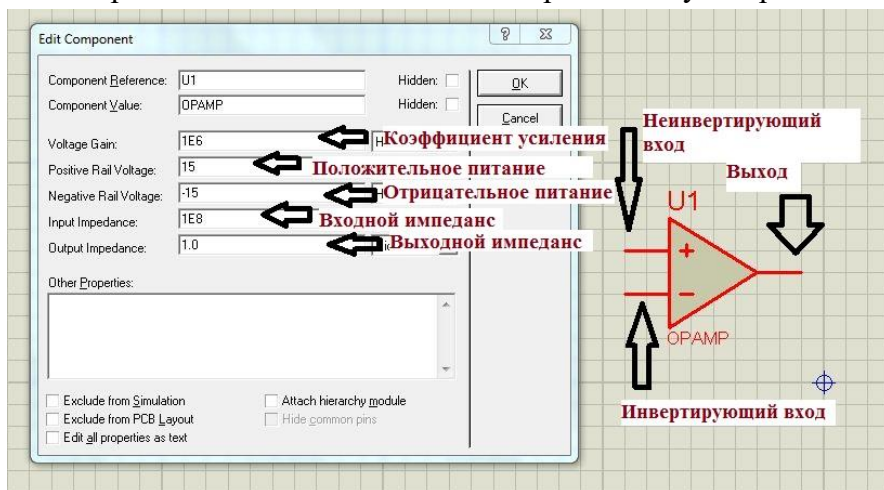 Edit Component
Component Reference: U1 Hidden:
Component Value: OPAMP Hidden:
OK
Cancel
Voltage Gain: 1E6 Коэффициент усиления
Positive Rail Voltage: 15 Положительное питание
Negative Rail Voltage: -15 Отрицательное питание
Input Impedance: 1E8 Входной импеданс
Output Impedance: 1.0 Выходной импеданс
Other Properties:
Exclude from Simulation
Exclude from PCB Layout
Edit all properties as text
Attach hierarchy module
Hide common pins
Неинвертирующий
вход
Выход
U1
+
−
OPAMP
Инвертирующий вход